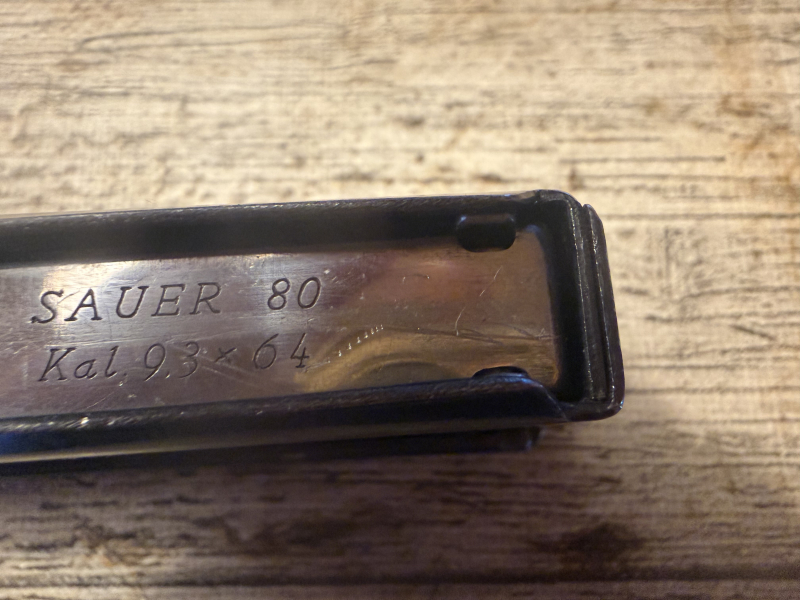 SAUER 80
Kal. 9,3 x 64